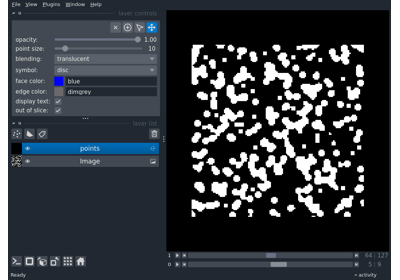 File View Plugins Window Help
layer controls
opacity: 1.00
point size: 10
blending: translucent
symbol: disc
face color: blue
edge color: dimgrey
display text:
out of slice:
layer list
points
Image
1 64 127
0 5 9
Ready activity